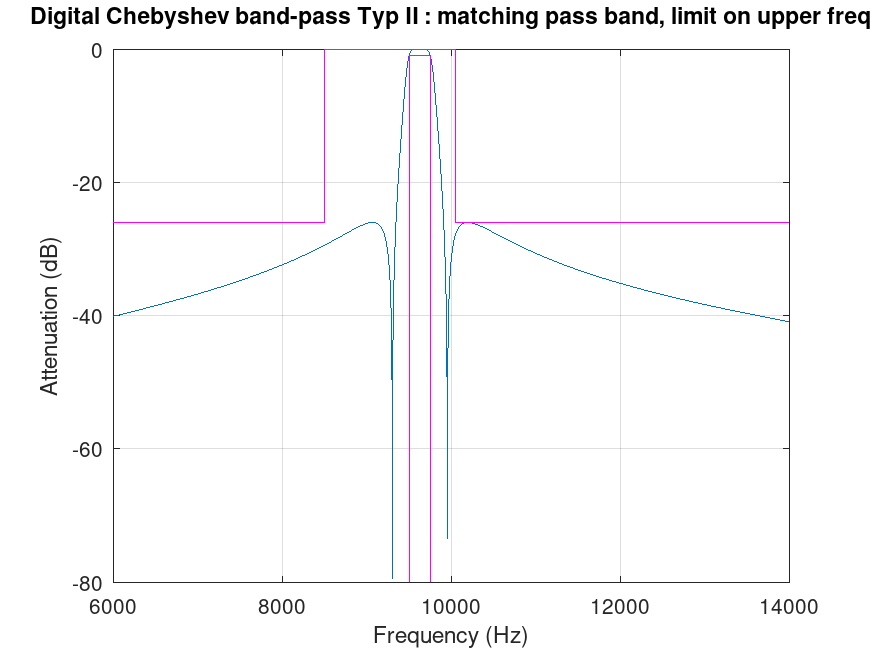 Digital Chebyshev band-pass Typ II : matching pass band, limit on upper freq
0
-20
-40
-60
-80
Attenuation (dB)
6000 8000 10000 12000 14000
Frequency (Hz)